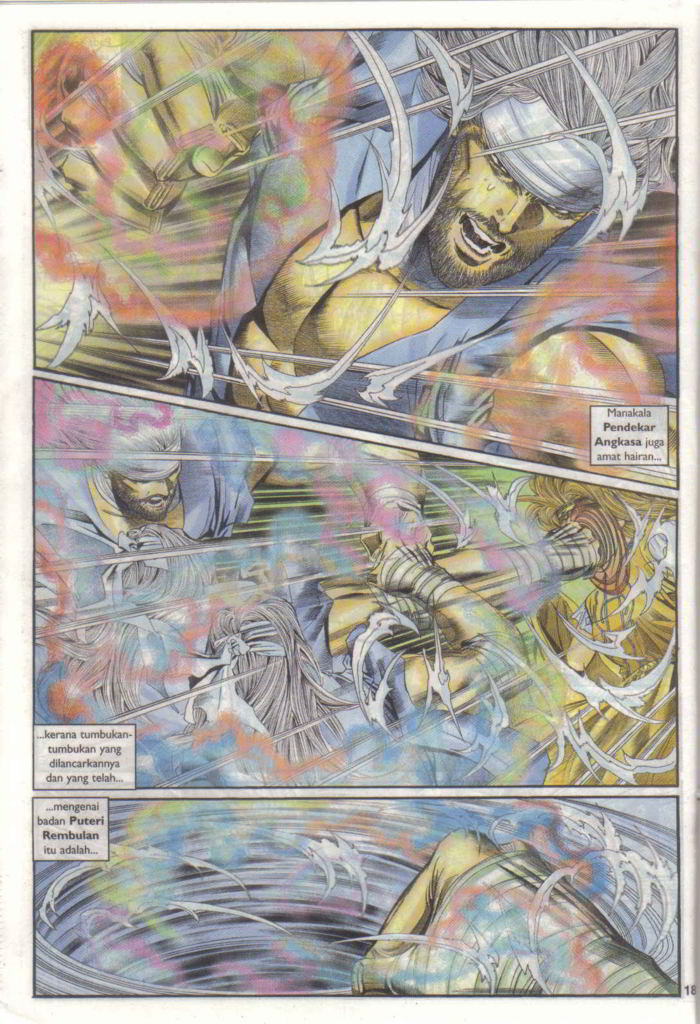 Manakala
Pendekar
Angkasa juga
amat hairan...
...kerana tumbukan-
tumbukan yang
dilancarkannya
dan yang telah...
...mengenai
badan Puteri
Rembulan
itu adalah...
18